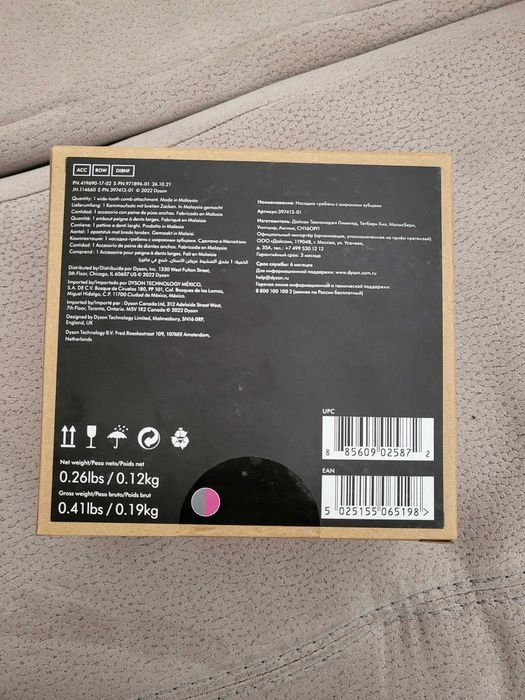 ACC ROW DIBNF
PN.419690-17-02 S-PN.971894-01 26.10.21
JN.114660 E-PN.397413-01 © 2022 Dyson
Quantity: 1 wide-tooth comb attachment. Made in Malaysia
Lieferumfang: 1 Kammaufsatz mit breiten Zacken. In Malaysia gemacht
Cantidad: 1 accesorio con peine de púas anchas. Fabricado en Malasia
Quantité: 1 embout peigne à dents larges. Fabriqué en Malaisie
Contiene: 1 pettine a denti larghi. Prodotto in Malesia
Aantal: 1 opzetstuk met brede tanden. Gemaakt in Maleisië
Комплектация: 1 насадка-гребень с широкими зубцами. Сделано в Малайзии
Cantidad: 1 Accesorio de peine de dientes anchos. Fabricado en Malasia
Comprend : 1 Accessoire pour peigne à dents larges Fait en Malaisie
Distributed by/Distribuido par Dyson, Inc. 1330 West Fulton Street,
5th Floor, Chicago, IL 60607 US © 2022 Dyson
Imported by/Importado por DYSON TECHNOLOGY MÉXICO,
S.A. DE C.V. Bosque de Ciruelos 180, PP 101, Col. Bosques de las Lomas,
Miguel Hidalgo, C.P. 11700 Ciudad de México / México
Imported by/Importé par : Dyson Canada Ltd, 312 Adelaide Street West,
7th Floor, Toronto, Ontario. M5V 1R2 Canada © 2022 Dyson
Designed by Dyson Technology Limited, Malmesbury, SN16 0RP,
England, UK
Dyson Technology B.V. Fred.Roeskestraat 109, 1076EE Amsterdam,
Netherlands
Наименование: Насадка-гребень с широкими зубцами
Артикул:397413-01
Изготовитель: Дайсон Текнолоджи Лимитед, Тетбери Хил, Малмсбери,
Уилтшир, Англия, СН160РП
Официальный импортёр (организация, уполномоченная на приём претензий)
ООО «Дайсон», 119048, г. Москва, ул. Усачева,
д. 35А, тел.: +7 499 530 12 12
Гарантийный срок: 3 месяца
Срок службы: 6 месяцев
Для информационной поддержки: www.dyson.com.ru
help@dyson.ru
Горячая линия информационной и технической поддержки:
8 800 100 100 2 (звонок по России бесплатный)
UPC
8 85609 02587 2
EAN
5 025155 065198 >
Net weight/Peso neto/Poids net
0.26lbs / 0.12kg
Gross weight/Peso bruto/Poids brut
0.41lbs / 0.19kg